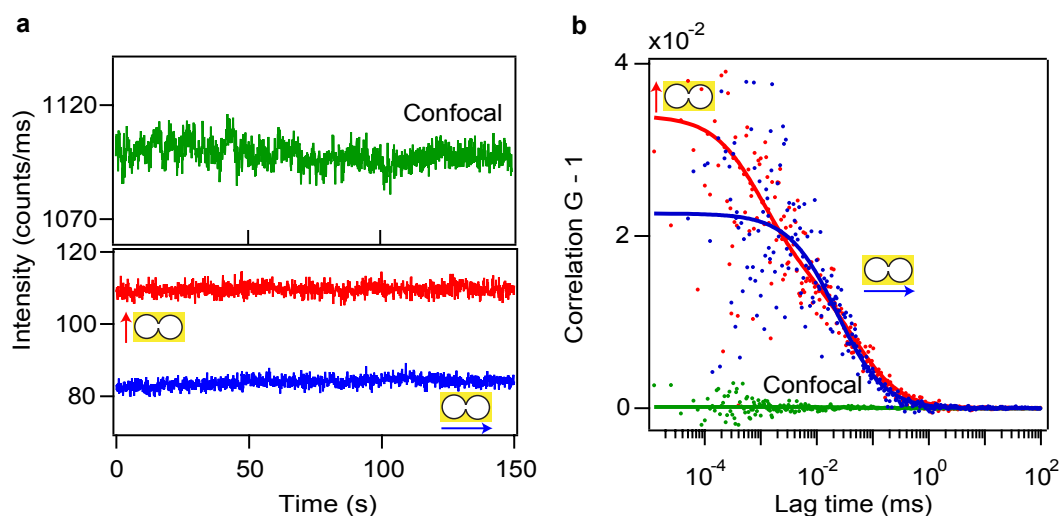 a
Intensity (counts/ms)
1120
1070
Confocal
120
100
80
0
50
100
150
Time (s)
b
x10⁻²
Correlation G - 1
4
2
0
Confocal
10⁻⁴
10⁻²
10⁰
10²
Lag time (ms)